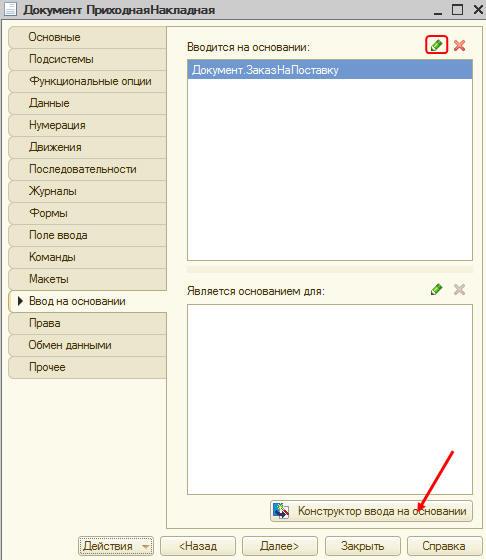 Документ ПриходнаяНакладная
Основные
Подсистемы
Функциональные опции
Данные
Нумерация
Движения
Последовательности
Журналы
Формы
Поле ввода
Команды
Макеты
Ввод на основании
Права
Обмен данными
Прочее
Вводится на основании:
Документ.ЗаказНаПоставку
Является основанием для:
Конструктор ввода на основании
Действия
<Назад
Далее>
Закрыть
Справка